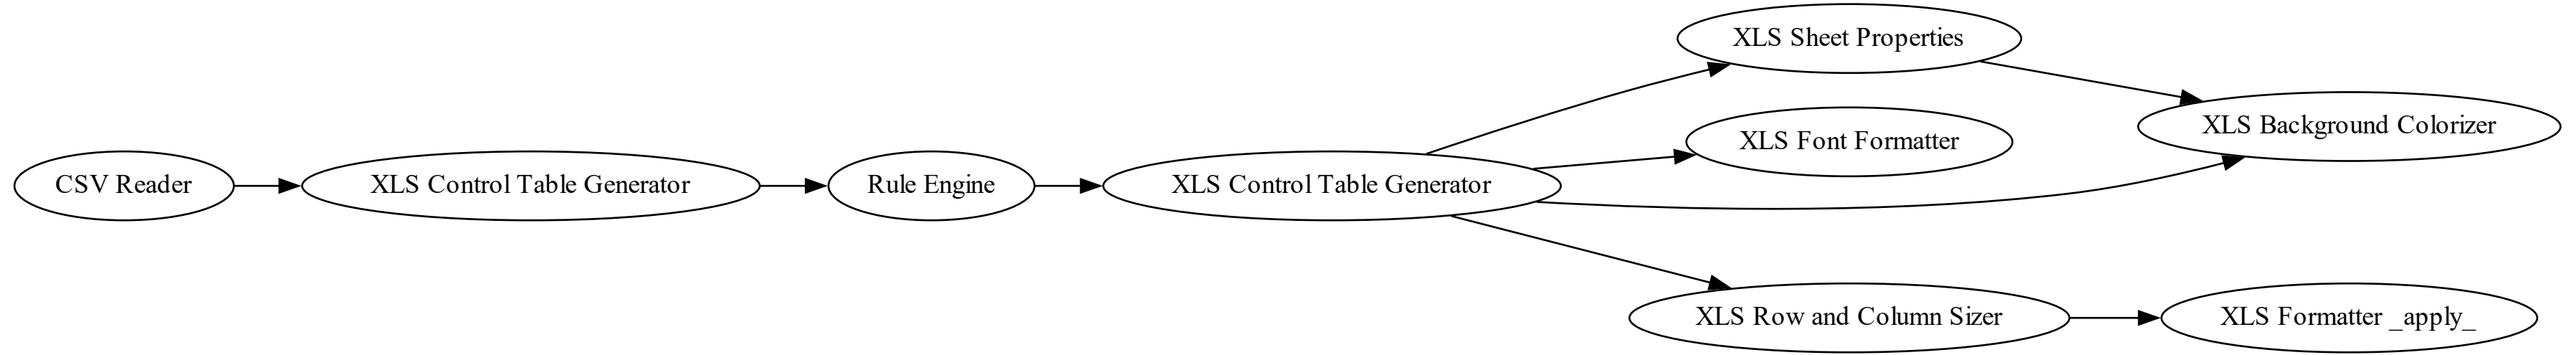 CSV Reader
XLS Control Table Generator
Rule Engine
XLS Control Table Generator
XLS Sheet Properties
XLS Font Formatter
XLS Background Colorizer
XLS Row and Column Sizer
XLS Formatter _apply_